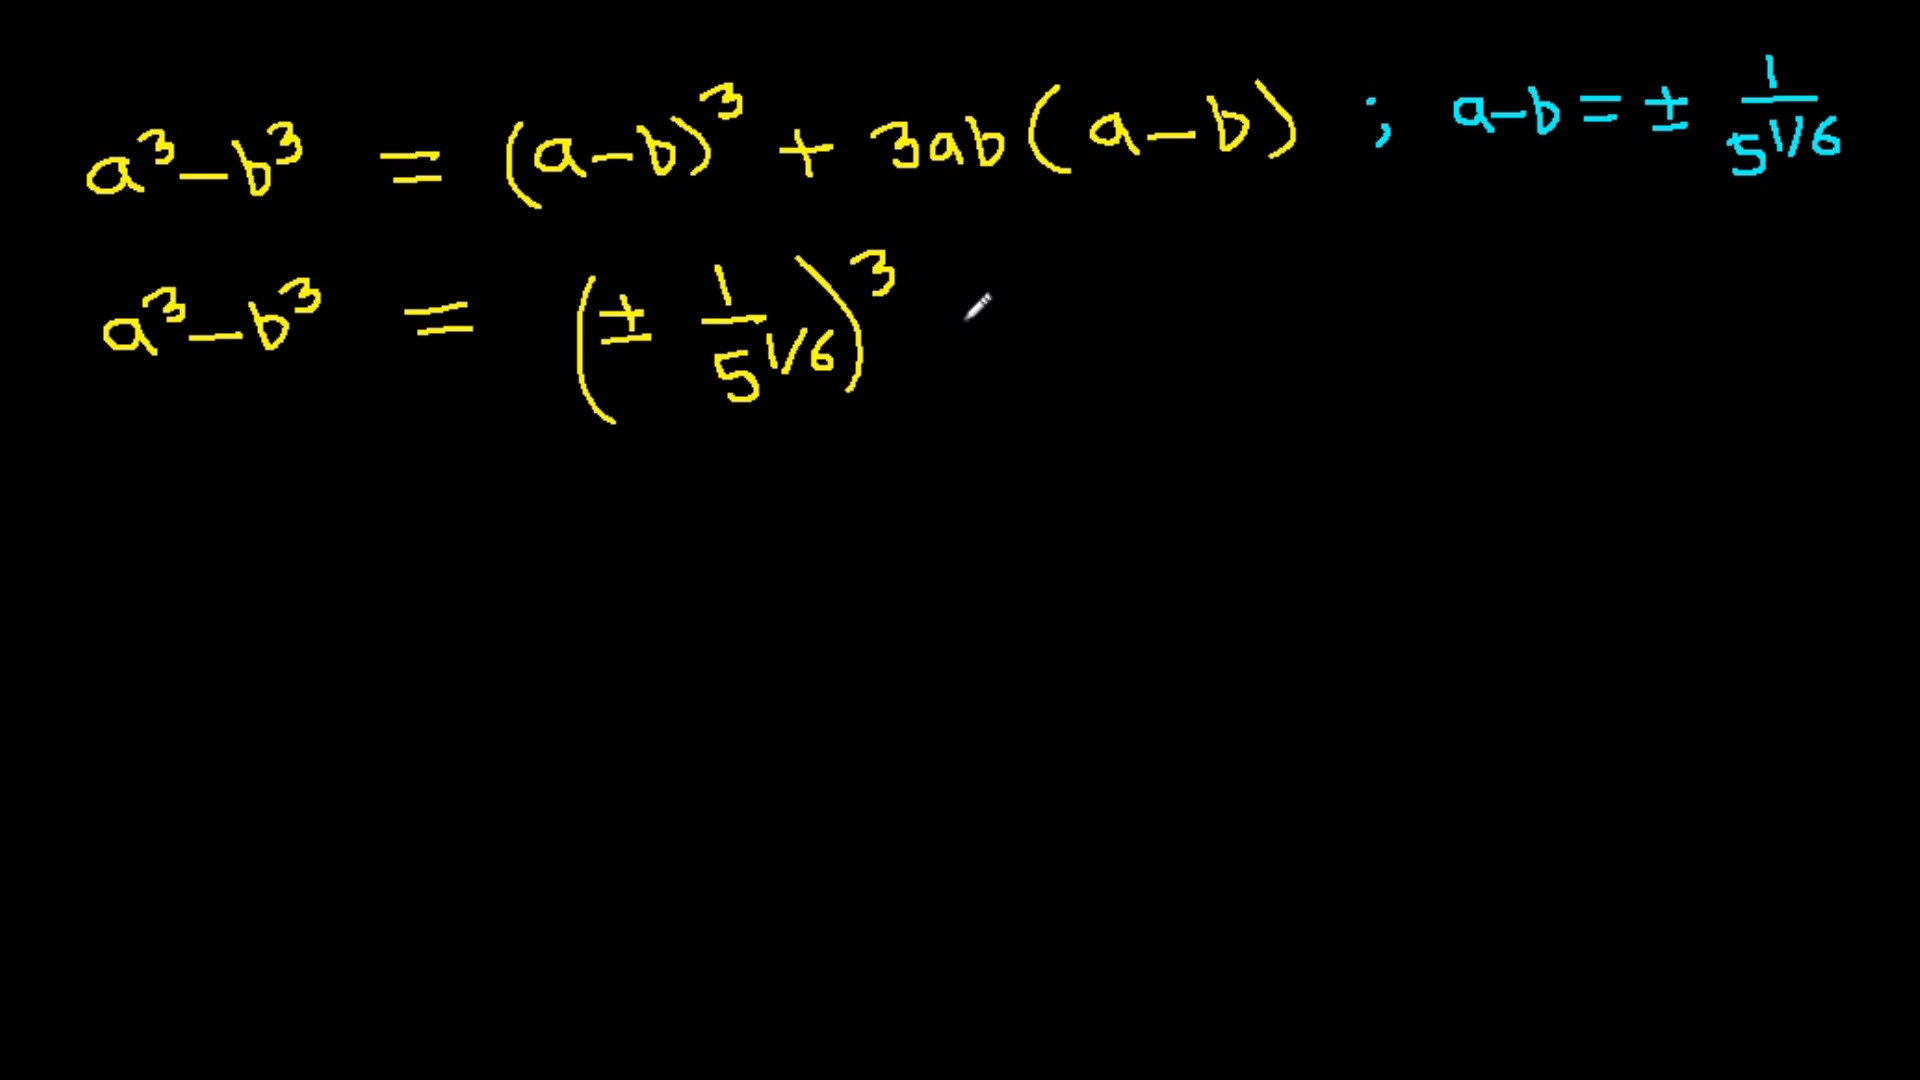 a³-b³ = (a-b)³ + 3ab(a-b) ; a-b = ± 1/5^1/6
a³-b³ = (± 1/5^1/6)³